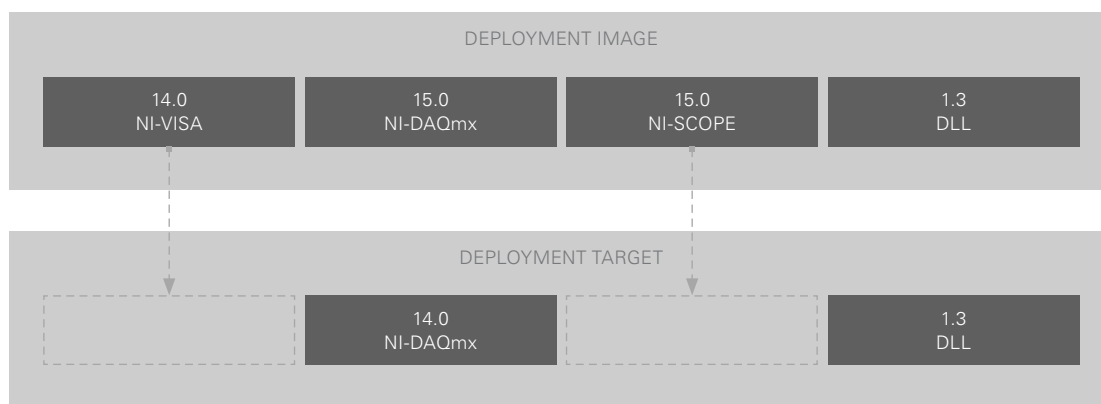 DEPLOYMENT IMAGE
14.0
NI-VISA
15.0
NI-DAQmx
15.0
NI-SCOPE
1.3
DLL
DEPLOYMENT TARGET
14.0
NI-DAQmx
1.3
DLL